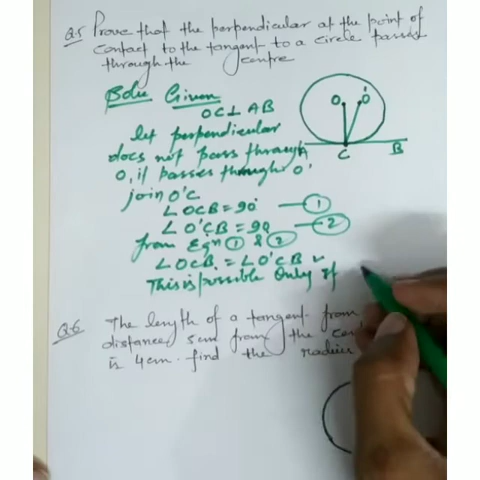 Q.5 Prove that the perpendicular at the point of
contact to the tangent to a circle passes
through the centre
Solu Given
OC⊥ AB
let perpendicular
does not pass through
O, it passes through O'
join O'C
∠OCB = 90° — ①
∠O'CB = 90 — ②
from Eqn ① & ②
∠OCB = ∠O'CB
This is possible only if
O O'
A C B
Q.6 The length of a tangent from
distance 5cm from the
is 4cm. find the radius